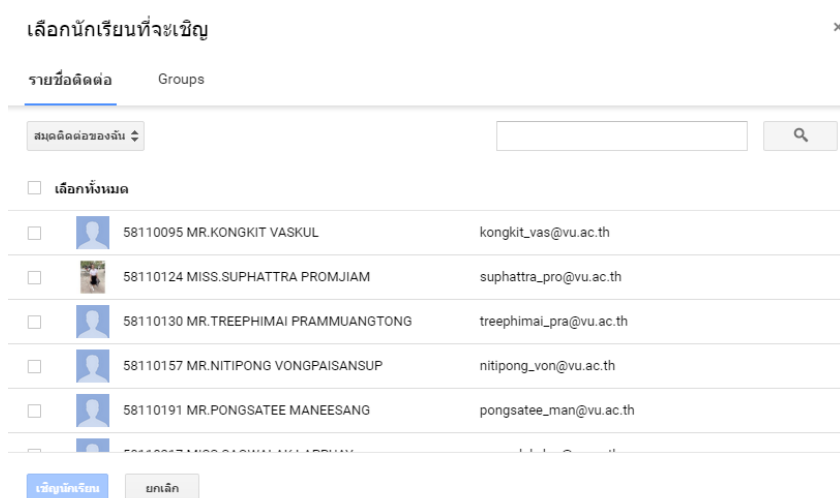 เลือกนักเรียนที่จะเชิญ
รายชื่อติดต่อ Groups
สมุดติดต่อของฉัน
เลือกทั้งหมด
58110095 MR.KONGKIT VASKUL kongkit_vas@vu.ac.th
58110124 MISS.SUPHATTRA PROMJIAM suphattra_pro@vu.ac.th
58110130 MR.TREEPHIMAI PRAMMUANGTONG treephimai_pra@vu.ac.th
58110157 MR.NITIPONG VONGPAISANSUP nitipong_von@vu.ac.th
58110191 MR.PONGSATEE MANEESANG pongsatee_man@vu.ac.th
เชิญนักเรียน ยกเลิก